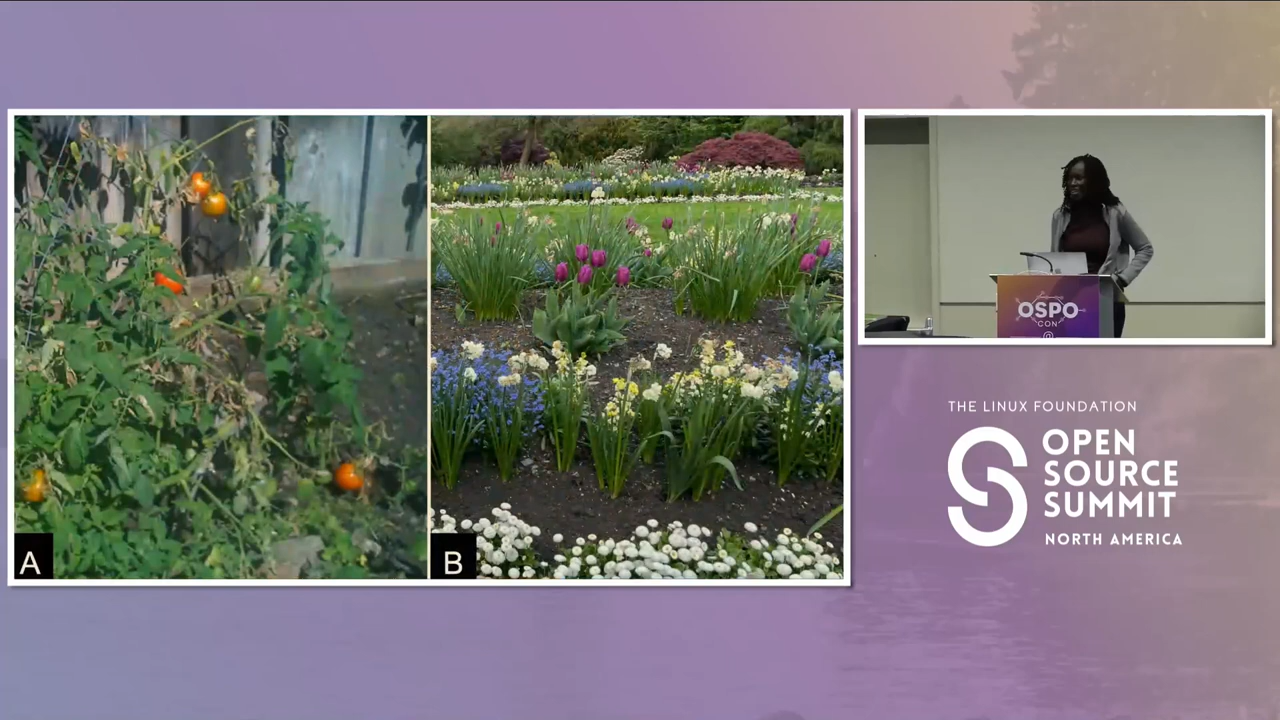 A
B
OSPO
CON
@
THE LINUX FOUNDATION
OPEN
SOURCE
SUMMIT
NORTH AMERICA